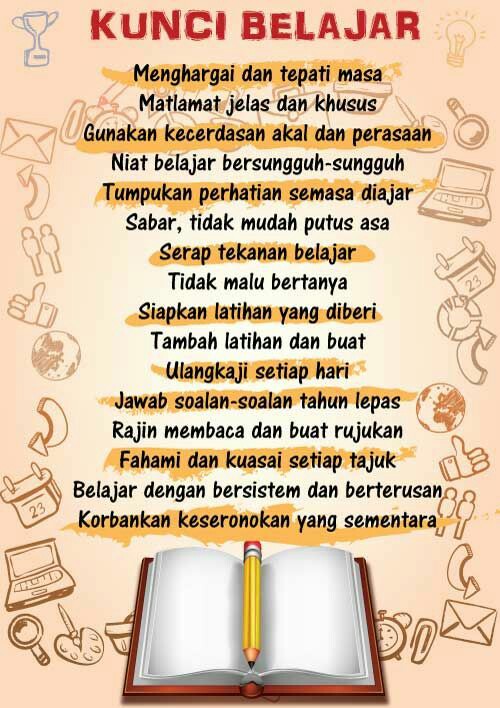 KUNCI BELAJAR
Menghargai dan tepati masa
Matlamat jelas dan khusus
Gunakan kecerdasan akal dan perasaan
Niat belajar bersungguh-sungguh
Tumpukan perhatian semasa diajar
Sabar, tidak mudah putus asa
Serap tekanan belajar
Tidak malu bertanya
Siapkan latihan yang diberi
Tambah latihan dan buat
Ulangkaji setiap hari
Jawab soalan-soalan tahun lepas
Rajin membaca dan buat rujukan
Fahami dan kuasai setiap tajuk
Belajar dengan bersistem dan berterusan
Korbankan keseronokan yang sementara
23
23